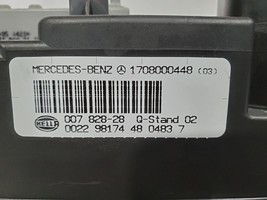 MERCEDES-BENZ 1708000448 (03)
007 828-28 Q-Stand 02
0022 98174 48 0483 7
HELLA